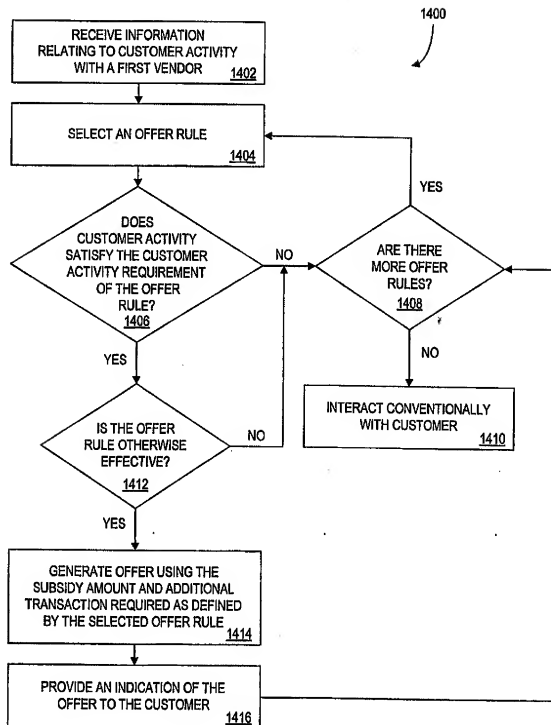 1400
RECEIVE INFORMATION
RELATING TO CUSTOMER ACTIVITY
WITH A FIRST VENDOR
1402
SELECT AN OFFER RULE
1404
YES
DOES
CUSTOMER ACTIVITY
SATISFY THE CUSTOMER
ACTIVITY REQUIREMENT
OF THE OFFER
RULE?
1406
NO
ARE THERE
MORE OFFER
RULES?
1408
YES
NO
IS THE OFFER
RULE OTHERWISE
EFFECTIVE?
1412
NO
INTERACT CONVENTIONALLY
WITH CUSTOMER
1410
YES
GENERATE OFFER USING THE
SUBSIDY AMOUNT AND ADDITIONAL
TRANSACTION REQUIRED AS DEFINED
BY THE SELECTED OFFER RULE
1414
PROVIDE AN INDICATION OF THE
OFFER TO THE CUSTOMER
1416